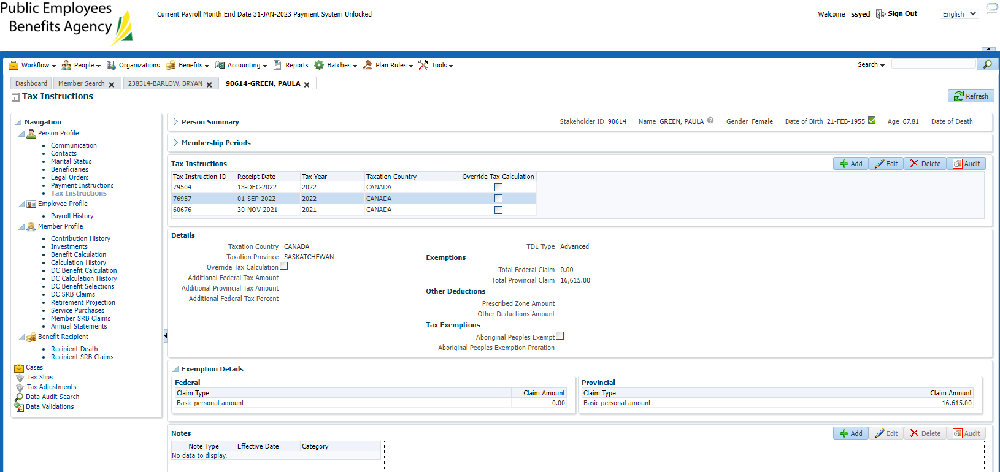 Public Employees
Benefits Agency
Current Payroll Month End Date 31-JAN-2023 Payment System Unlocked
Welcome ssyed Sign Out English
Workflow People Organizations Benefits Accounting Reports Batches Plan Rules Tools Search
Dashboard Member Search 238514-BARLOW, BRYAN 90614-GREEN, PAULA
Tax Instructions Refresh
Navigation
Person Profile
Communication
Contacts
Marital Status
Beneficiaries
Legal Orders
Payment Instructions
Tax Instructions
Employee Profile
Payroll History
Member Profile
Contribution History
Investments
Benefit Calculation
Calculation History
DC Benefit Calculation
DC Calculation History
DC Benefit Selections
DC SRB Claims
Retirement Projection
Service Purchases
Member SRB Claims
Annual Statements
Benefit Recipient
Recipient Death
Recipient SRB Claims
Cases
Tax Slips
Tax Adjustments
Data Audit Search
Data Validations
Person Summary Stakeholder ID 90614 Name GREEN, PAULA Gender Female Date of Birth 21-FEB-1955 Age 67.81 Date of Death
Membership Periods
Tax Instructions Add Edit Delete Audit
Tax Instruction ID Receipt Date Tax Year Taxation Country Override Tax Calculation
79504 13-DEC-2022 2022 CANADA
76957 01-SEP-2022 2022 CANADA
60676 30-NOV-2021 2021 CANADA
Details
Taxation Country CANADA
Taxation Province SASKATCHEWAN
Override Tax Calculation
Additional Federal Tax Amount
Additional Provincial Tax Amount
Additional Federal Tax Percent
TD1 Type Advanced
Exemptions
Total Federal Claim 0.00
Total Provincial Claim 16,615.00
Other Deductions
Prescribed Zone Amount
Other Deductions Amount
Tax Exemptions
Aboriginal Peoples Exempt
Aboriginal Peoples Exemption Proration
Exemption Details
Federal
Claim Type Claim Amount
Basic personal amount 0.00
Provincial
Claim Type Claim Amount
Basic personal amount 16,615.00
Notes Add Edit Delete Audit
Note Type Effective Date Category
No data to display.